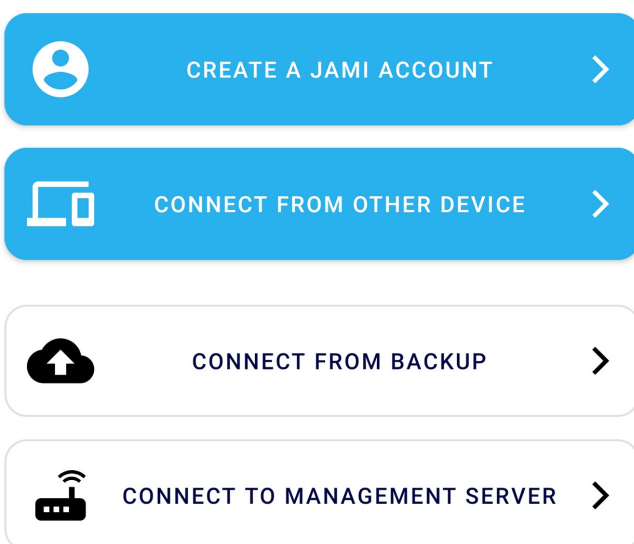 CREATE A JAMI ACCOUNT
CONNECT FROM OTHER DEVICE
CONNECT FROM BACKUP
CONNECT TO MANAGEMENT SERVER